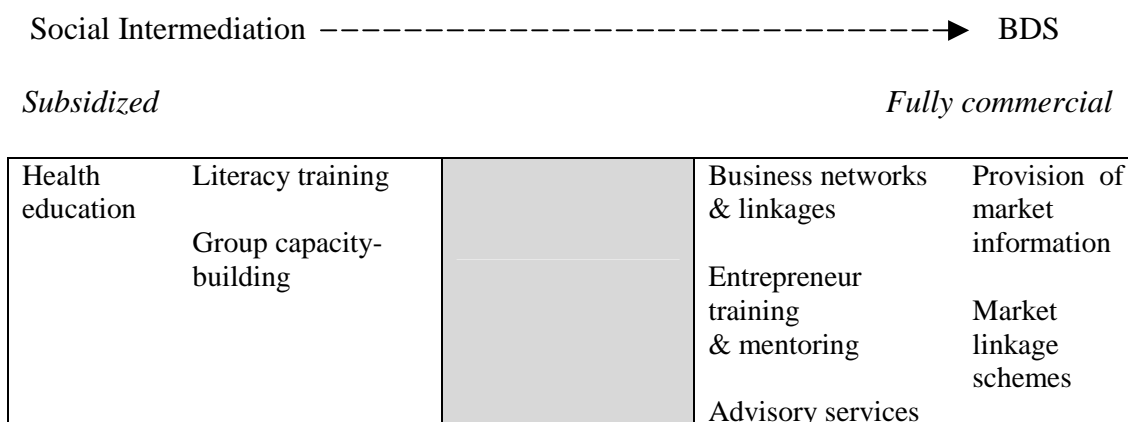 Social Intermediation BDS
Subsidized Fully commercial
Health education
Literacy training
Group capacity-
building
Business networks
& linkages
Entrepreneur
training
& mentoring
Advisory services
Provision of
market
information
Market
linkage
schemes